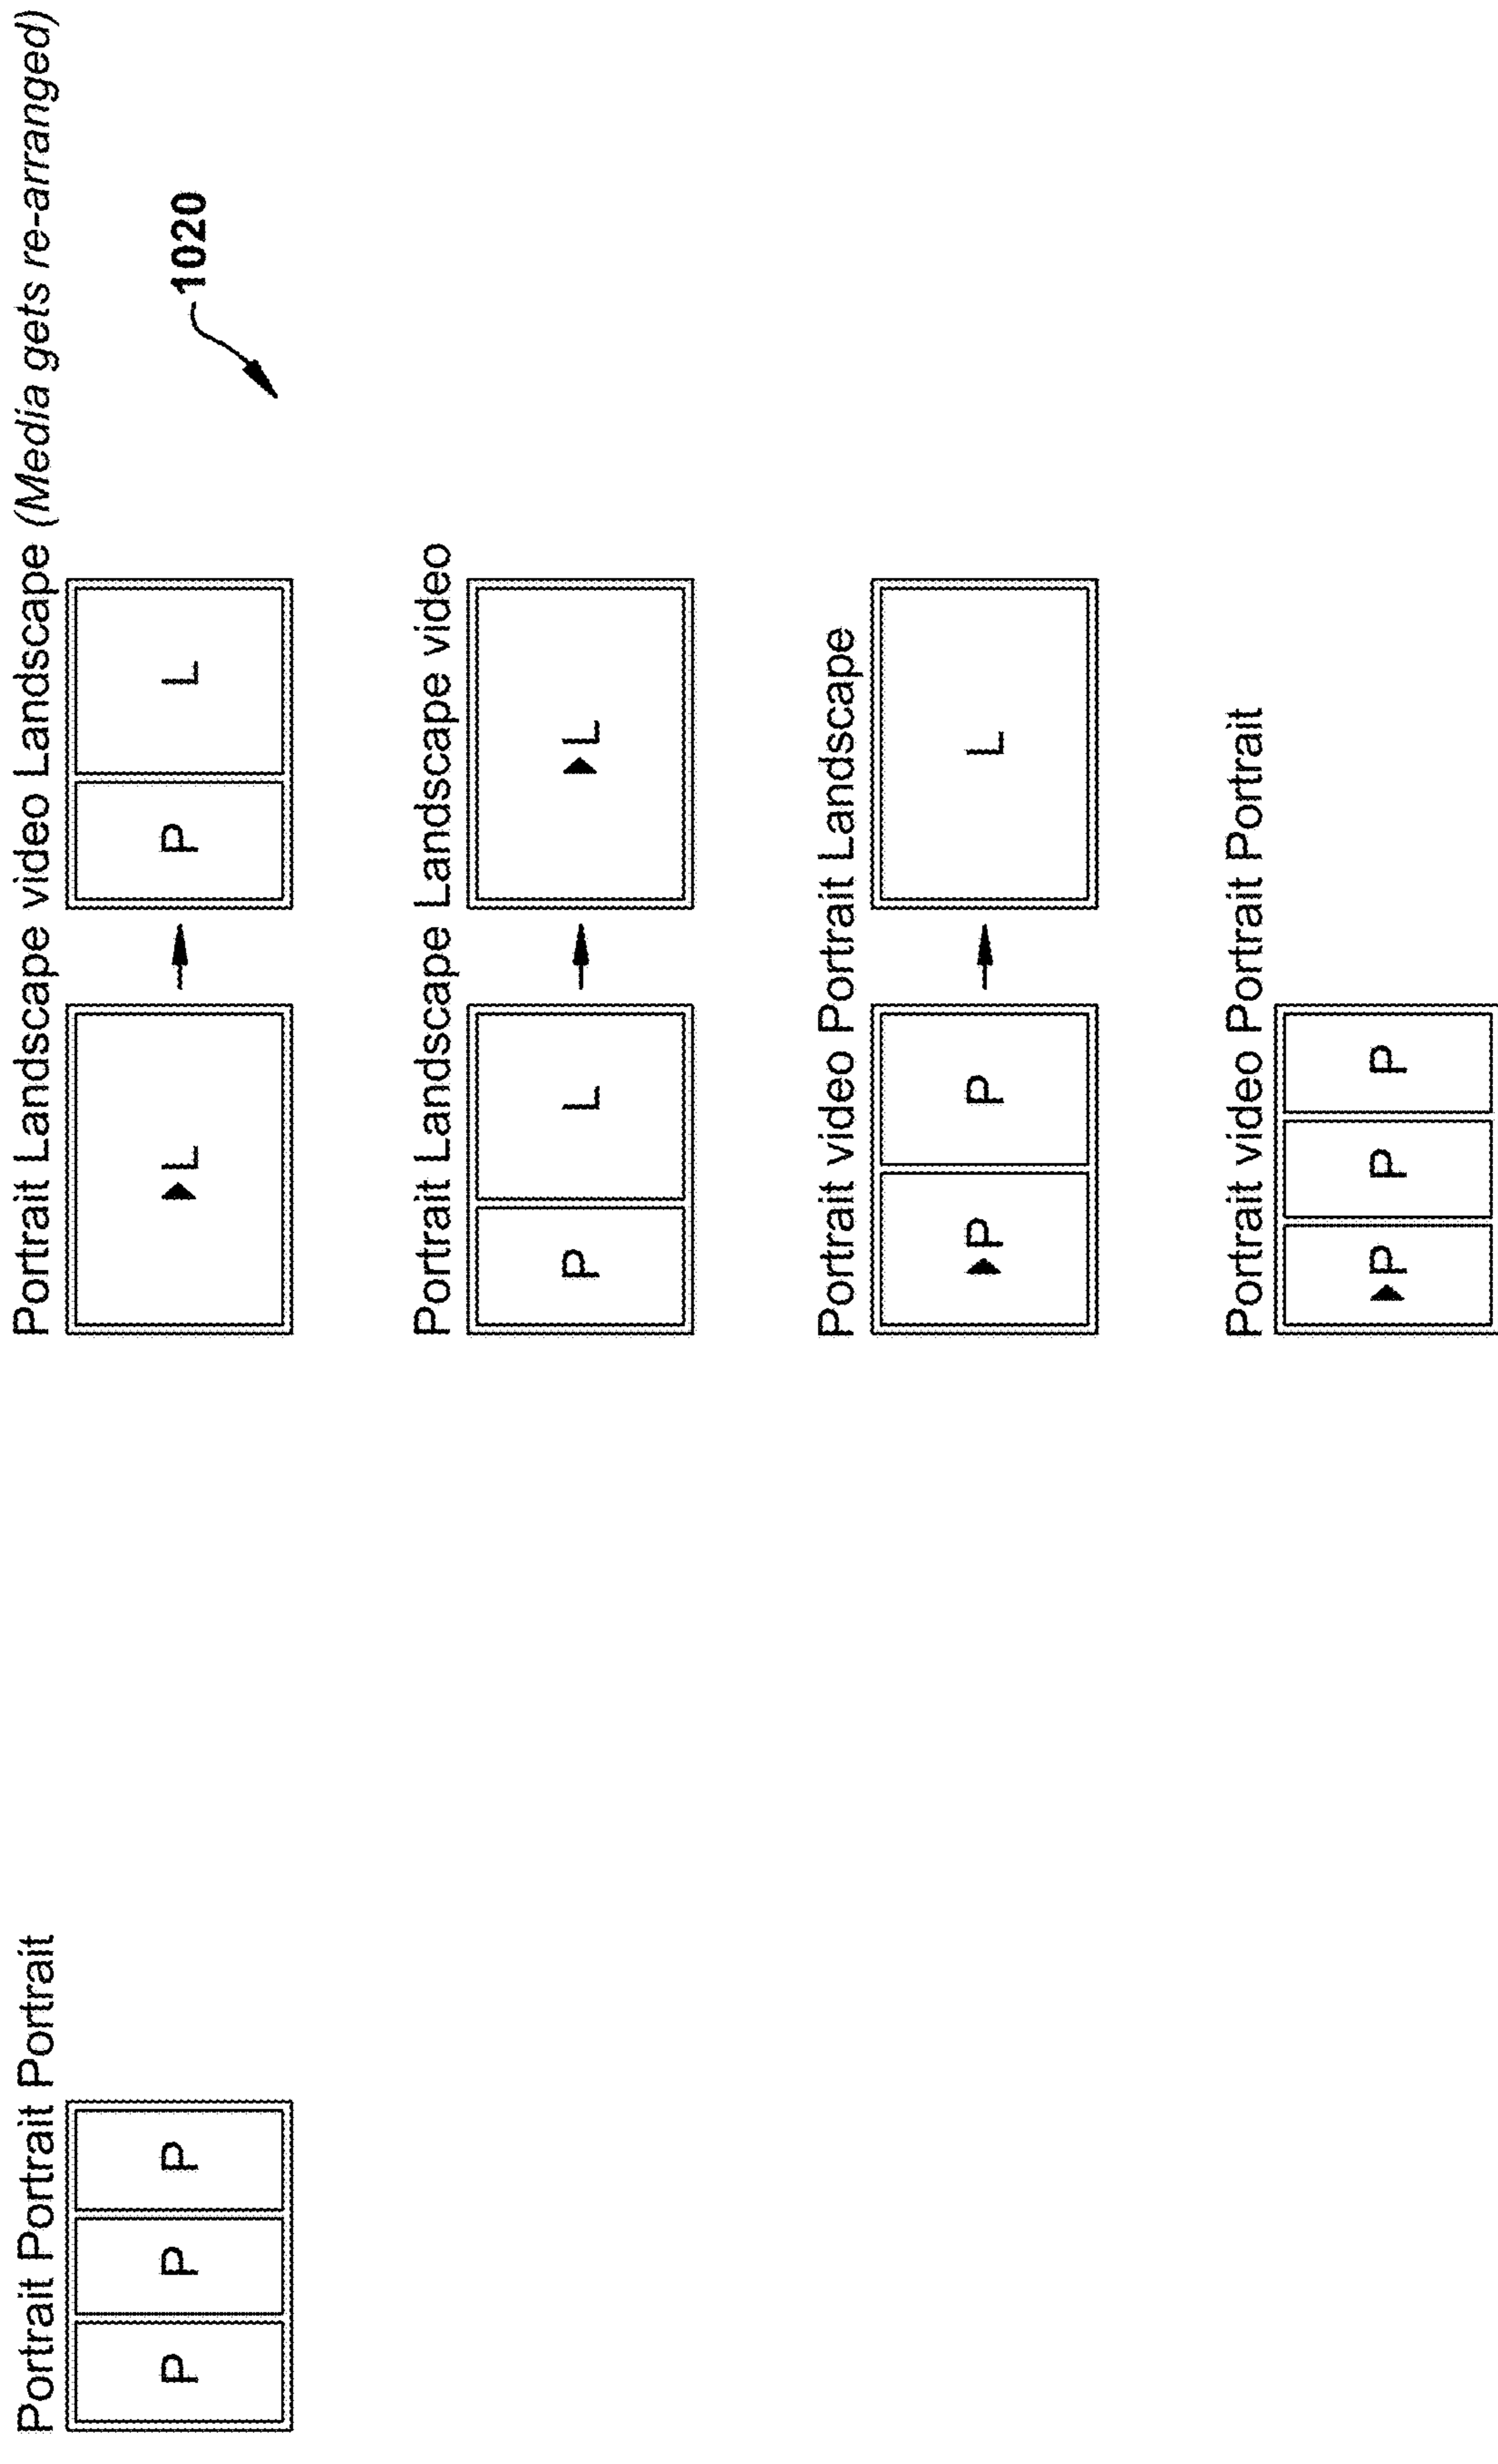 Portrait Portrait Portrait
P P P
Portrait Landscape video Landscape (Media gets re-arranged)
▶L → P L
1020
Portrait Landscape Landscape video
P L → ▶L
Portrait video Portrait Landscape
▶P P → L
Portrait video Portrait Portrait
▶P P P